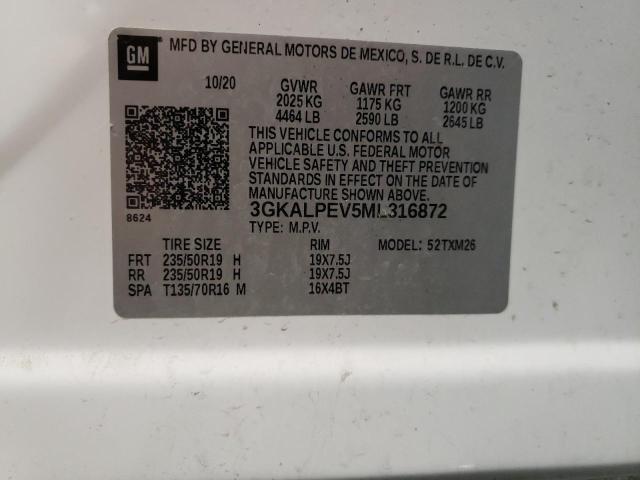 GM
MFD BY GENERAL MOTORS DE MEXICO, S. DE R.L. DE C.V.
10/20 GVWR GAWR FRT GAWR RR
2025 KG 1175 KG 1200 KG
4464 LB 2590 LB 2645 LB
THIS VEHICLE CONFORMS TO ALL
APPLICABLE U.S. FEDERAL MOTOR
VEHICLE SAFETY AND THEFT PREVENTION
STANDARDS IN EFFECT ON THE DATE OF
MANUFACTURE SHOWN ABOVE.
8624 3GKALPEV5ML316872
TYPE: M.P.V.
TIRE SIZE RIM MODEL: 52TXM26
FRT 235/50R19 H 19X7.5J
RR 235/50R19 H 19X7.5J
SPA T135/70R16 M 16X4BT